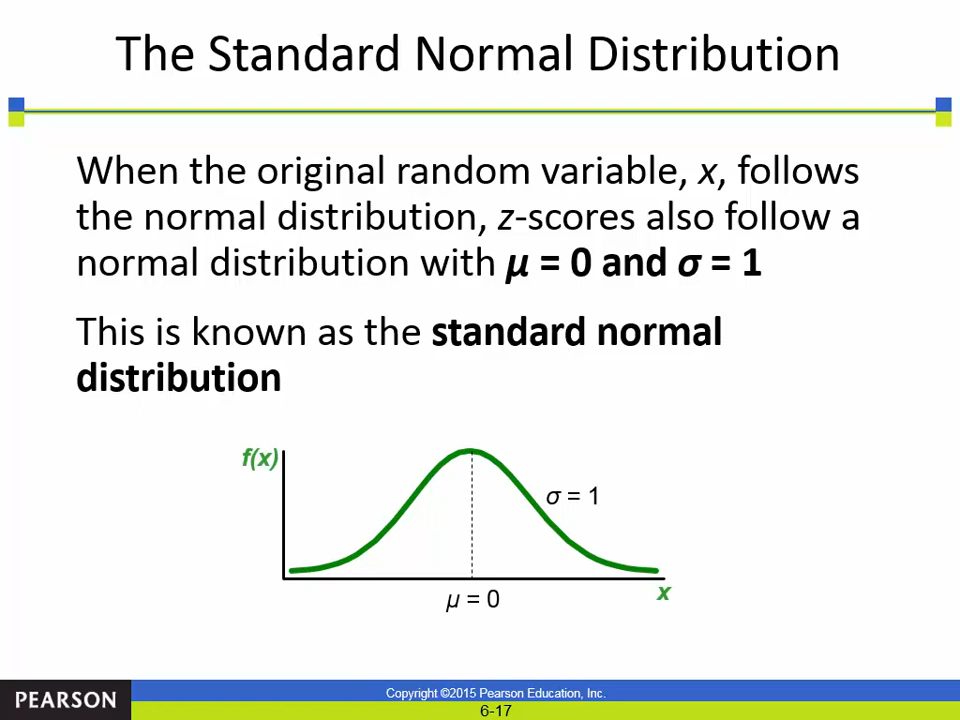 The Standard Normal Distribution
When the original random variable, x, follows
the normal distribution, z-scores also follow a
normal distribution with μ = 0 and σ = 1
This is known as the standard normal
distribution
f(x)
σ = 1
x
μ = 0
PEARSON
Copyright ©2015 Pearson Education, Inc.
6-17